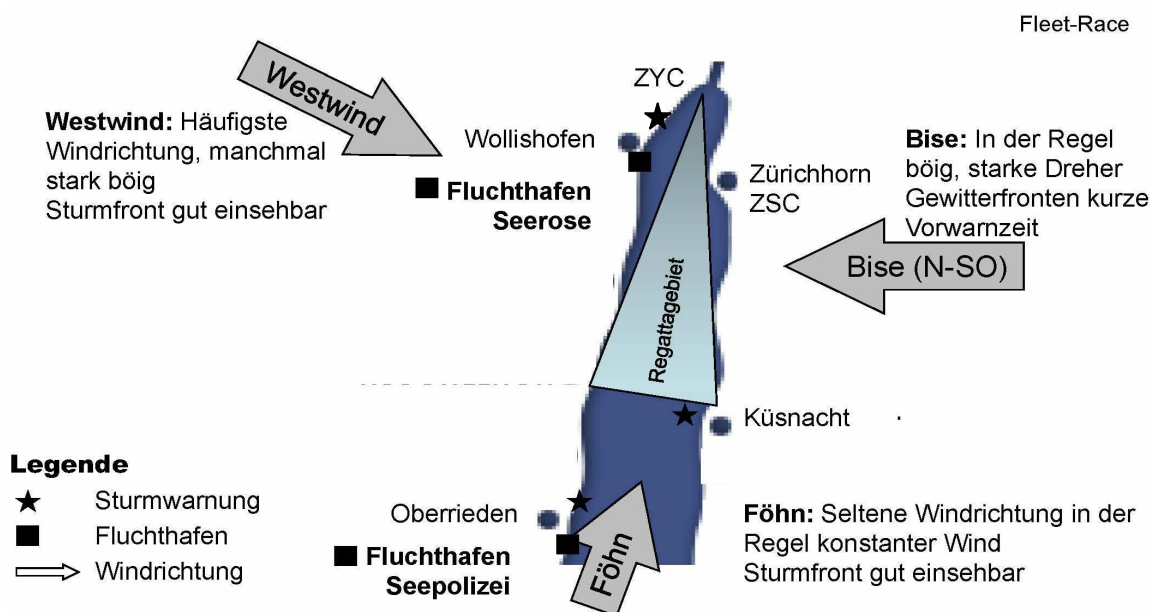 Fleet-Race
ZYC
Westwind
Westwind: Häufigste
Windrichtung, manchmal
stark böig
Sturmfront gut einsehbar
Wollishofen
Fluchthafen
Seerose
Zürichhorn
ZSC
Bise: In der Regel
böig, starke Dreher
Gewitterfronten kurze
Vorwarnzeit
Bise (N-SO)
Regattagebiet
Küsnacht
Legende
Sturmwarnung
Fluchthafen
Windrichtung
Oberrieden
Fluchthafen
Seepolizei
Föhn
Föhn: Seltene Windrichtung in der
Regel konstanter Wind
Sturmfront gut einsehbar